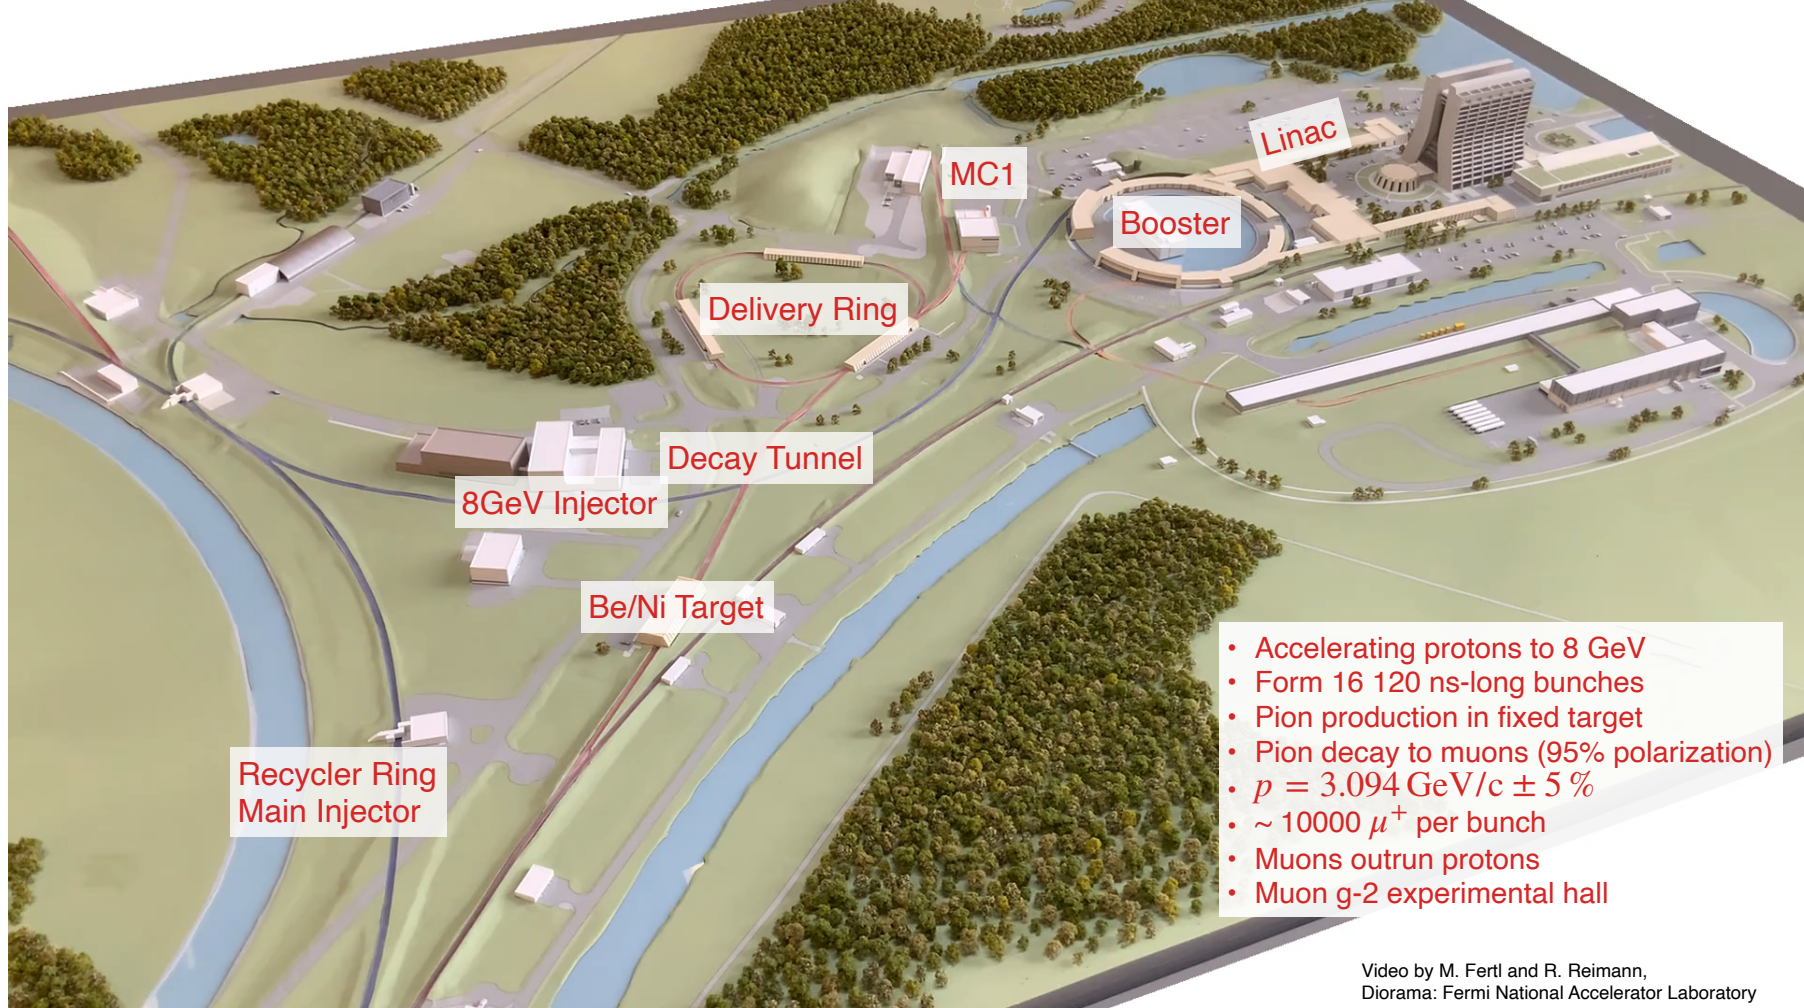 Linac
MC1
Booster
Delivery Ring
Decay Tunnel
8GeV Injector
Be/Ni Target
Recycler Ring
Main Injector
• Accelerating protons to 8 GeV
• Form 16 120 ns-long bunches
• Pion production in fixed target
• Pion decay to muons (95% polarization)
• p = 3.094 GeV/c ± 5 %
• ~ 10000 μ⁺ per bunch
• Muons outrun protons
• Muon g-2 experimental hall
Video by M. Fertl and R. Reimann,
Diorama: Fermi National Accelerator Laboratory